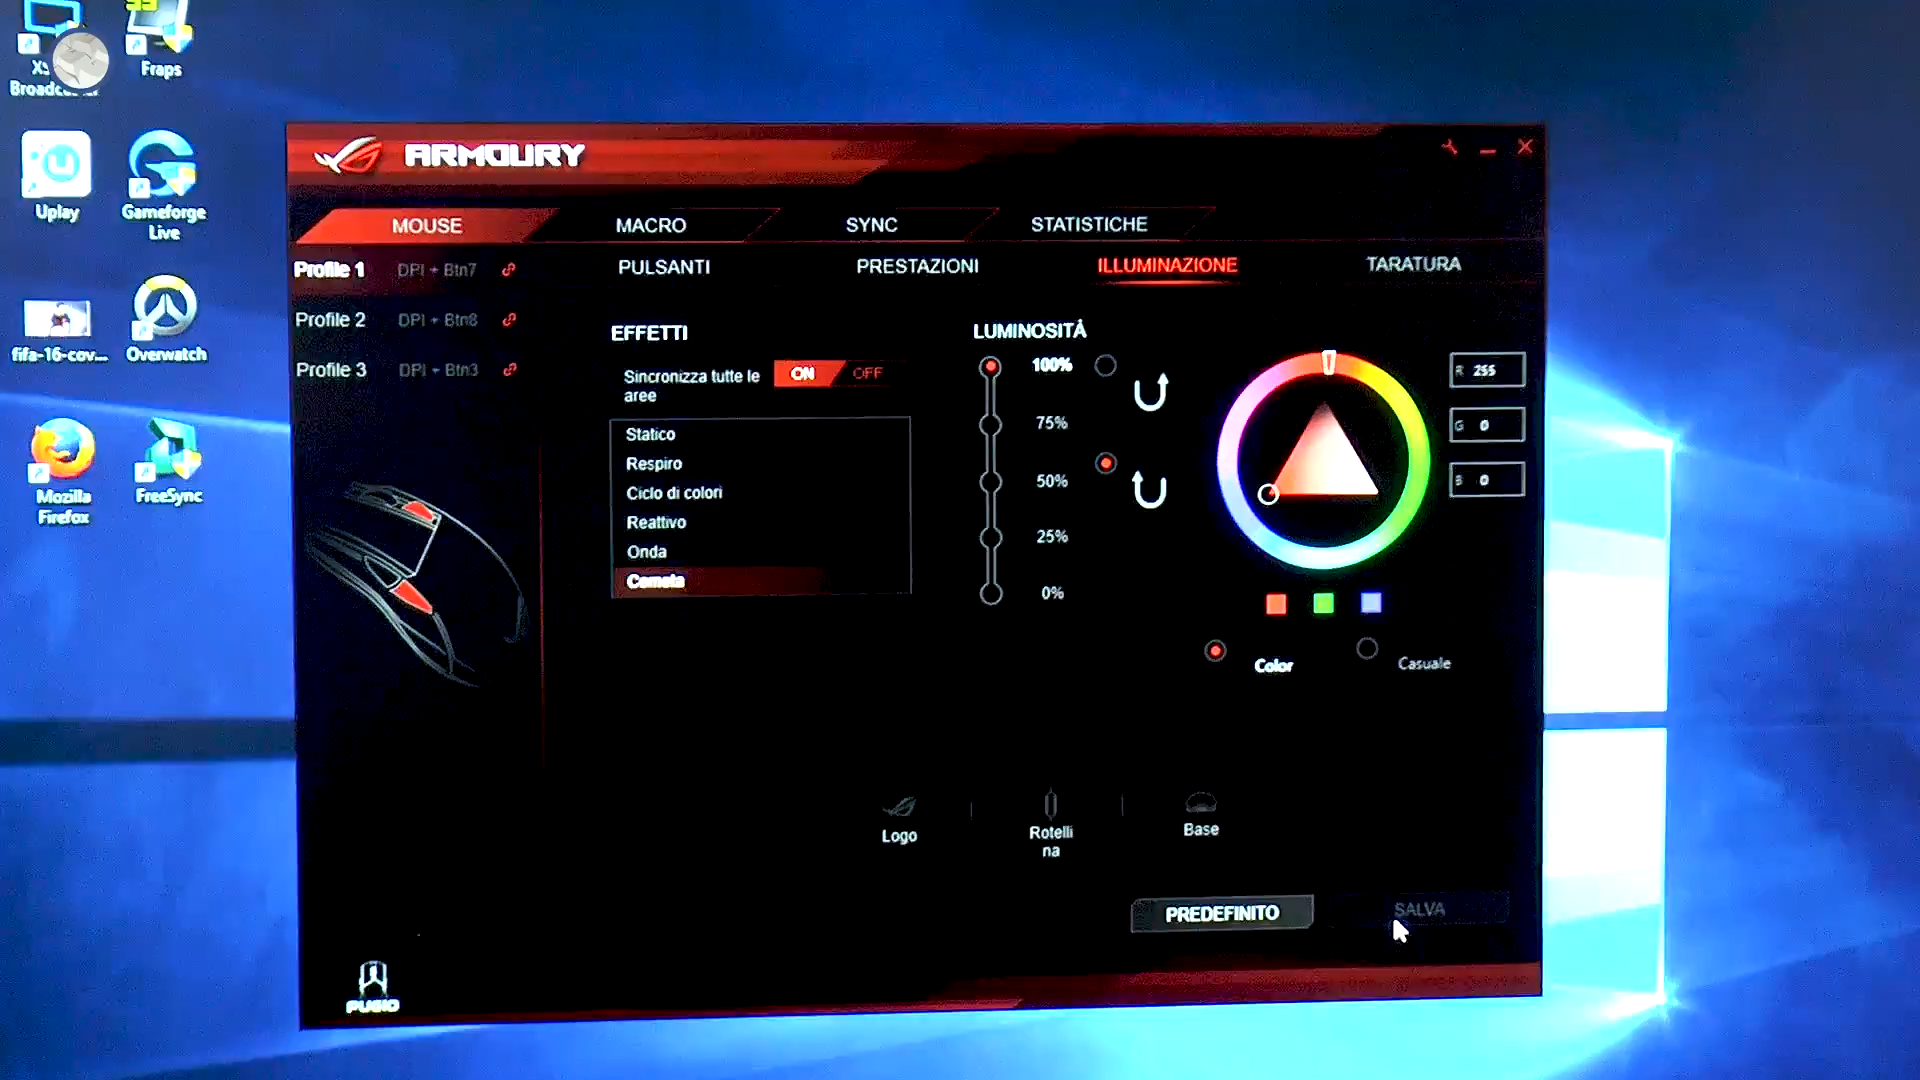 Fraps
Uplay
Gameforge
Live
fifa-16-cov...
Overwatch
Mozilla
Firefox
FreeSync
ARMOURY
MOUSE
MACRO
SYNC
STATISTICHE
Profile 1
DPI + Btn7
Profile 2
DPI + Btn8
Profile 3
DPI + Btn3
PULSANTI
PRESTAZIONI
ILLUMINAZIONE
TARATURA
EFFETTI
Sincronizza tutte le
aree
ON
OFF
Statico
Respiro
Ciclo di colori
Reattivo
Onda
Cometa
LUMINOSITÀ
100%
75%
50%
25%
0%
R 255
G 0
B 0
Color
Casuale
Logo
Rotelli
na
Base
PREDEFINITO
SALVA
PUGIO